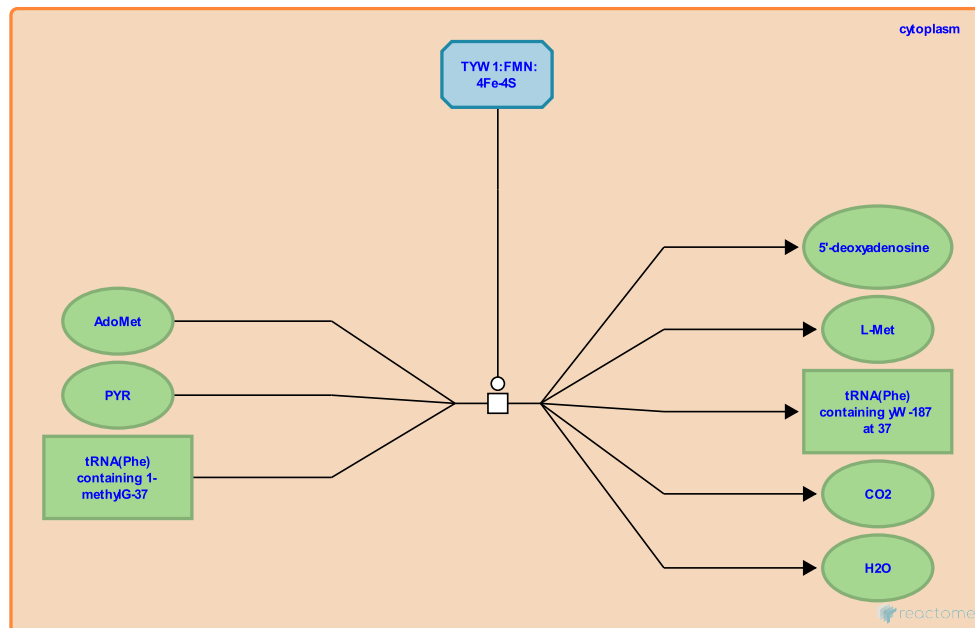 cytoplasm
TYW1:FMN:
4Fe-4S
5'-deoxyadenosine
AdoMet
L-Met
PYR
tRNA(Phe)
containing yW-187
at 37
tRNA(Phe)
containing 1-
methylG-37
CO2
H2O
reactome